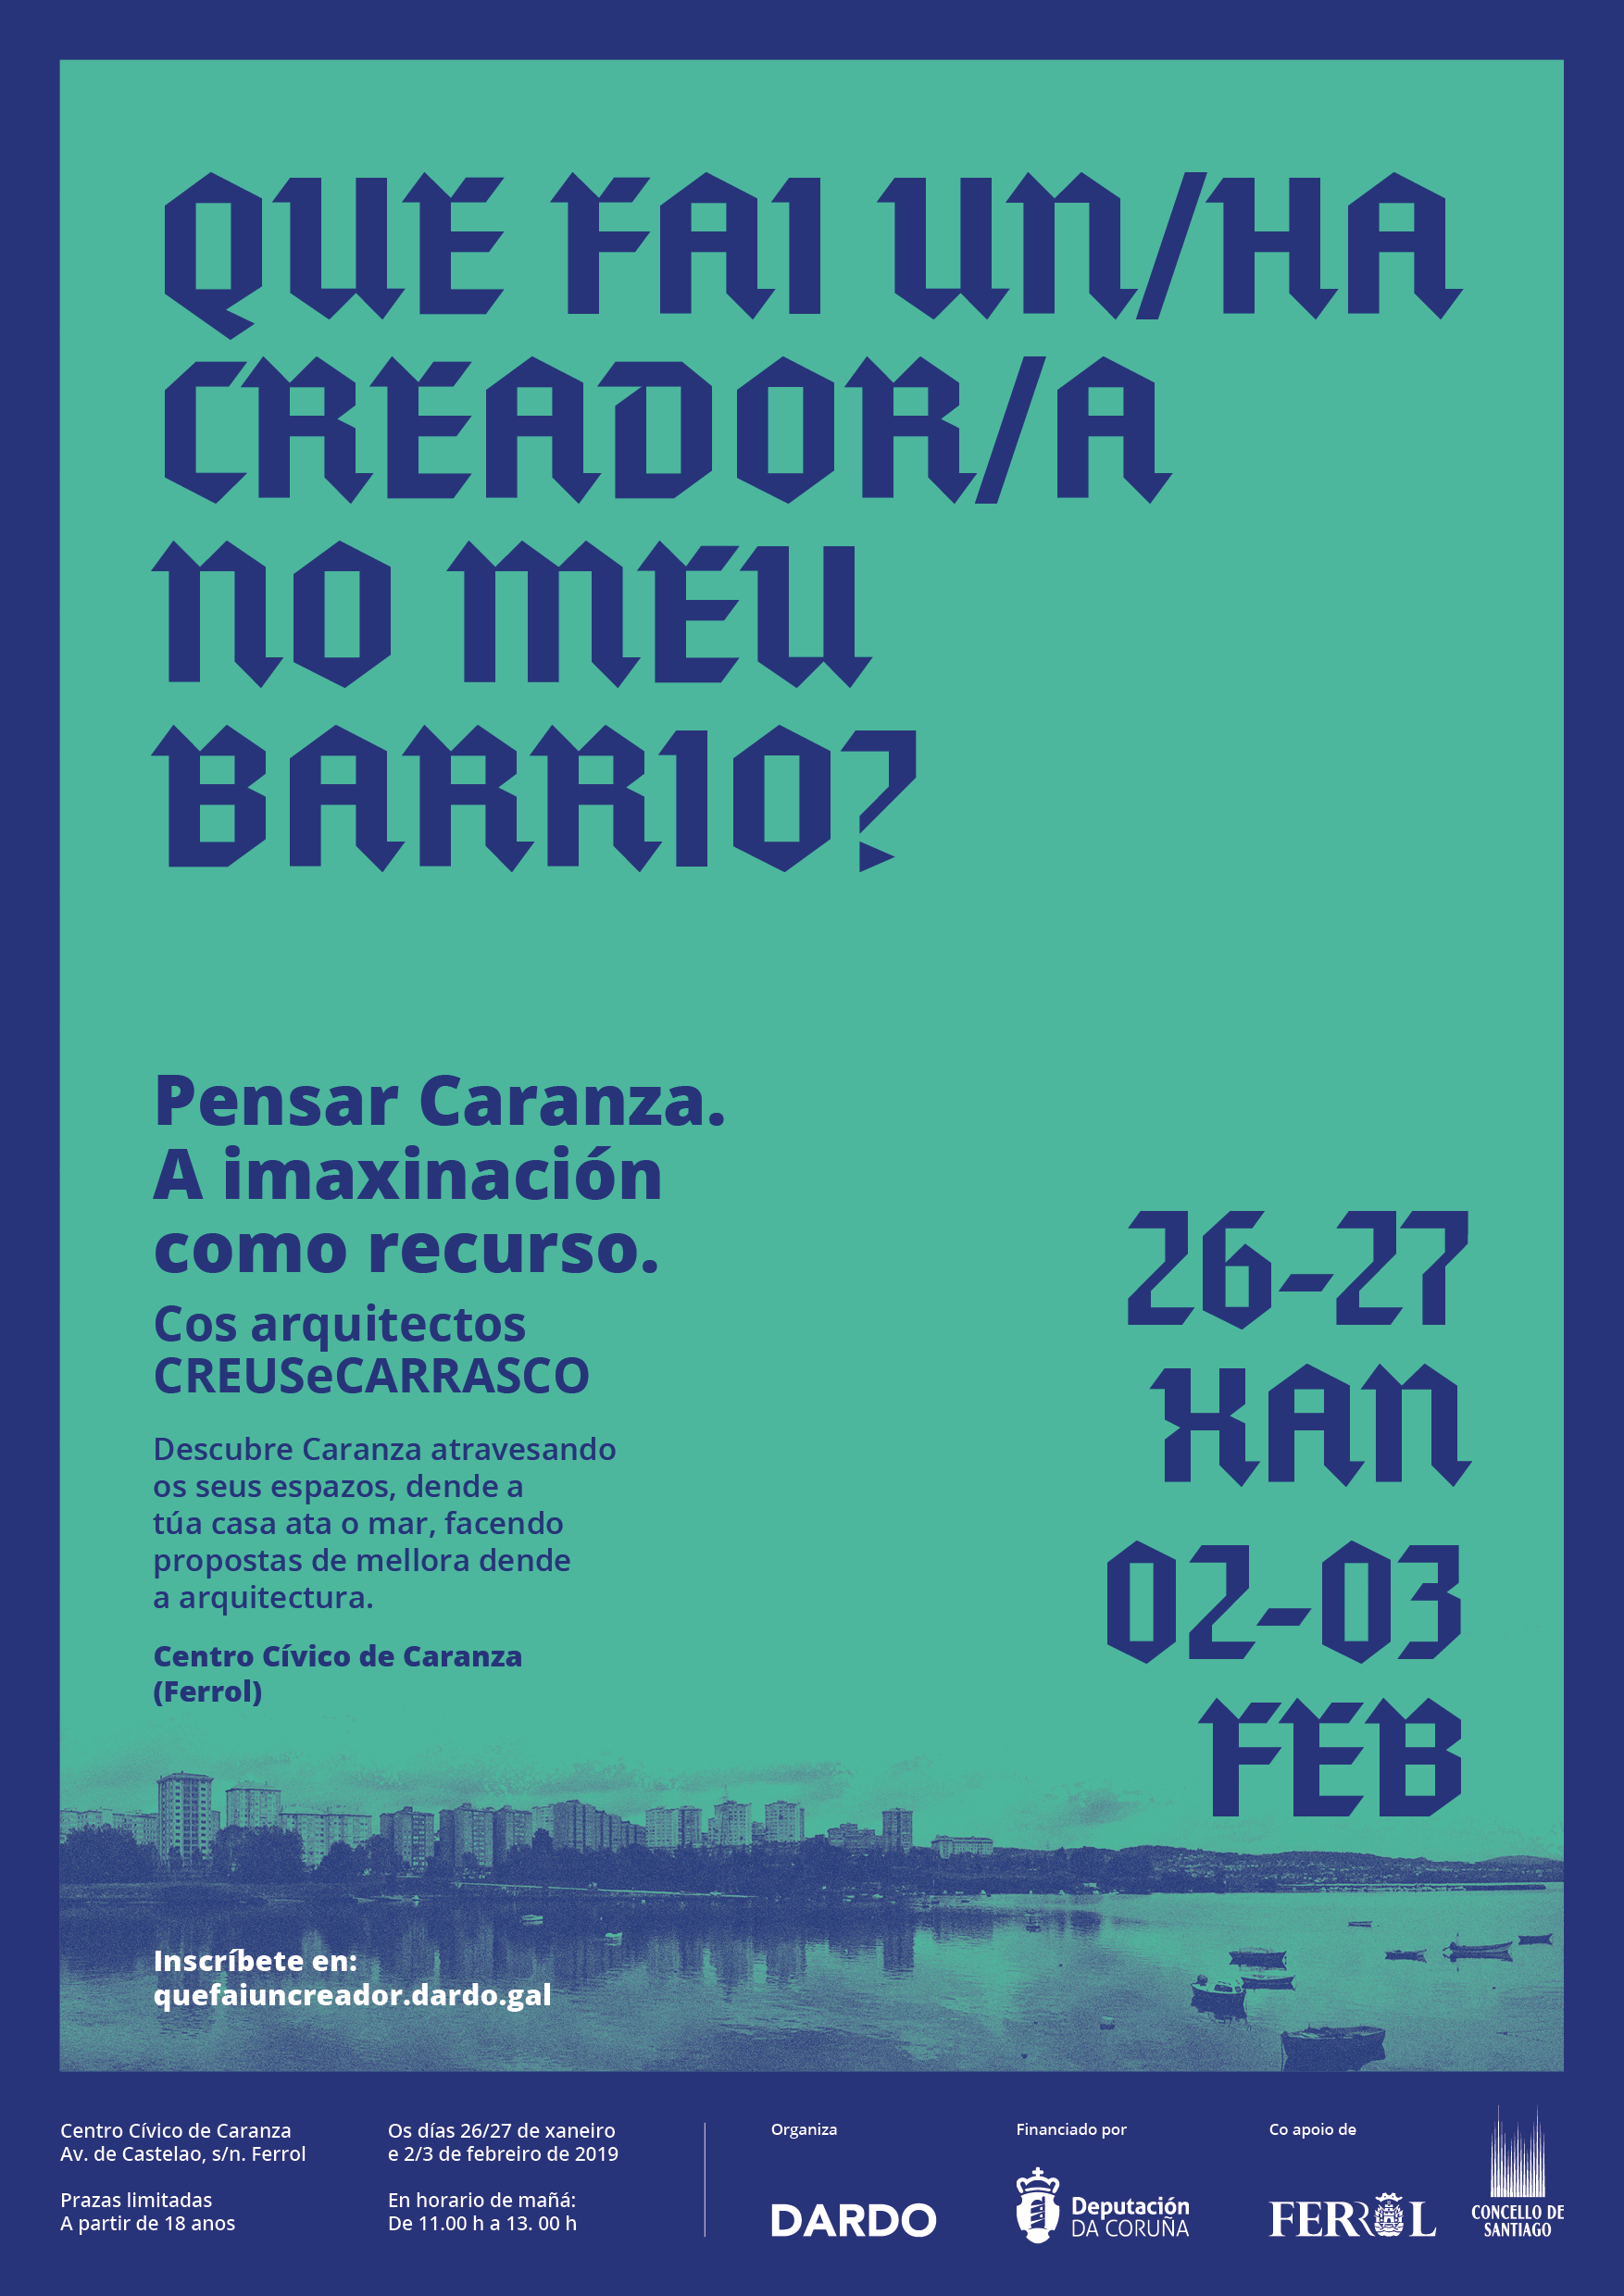 QUE FAI UN/HA
CREADOR/A
NO MEU
BARRIO?
Pensar Caranza.
A imaxinación
como recurso.
Cos arquitectos
CREUSeCARRASCO
Descubre Caranza atravesando
os seus espazos, dende a
túa casa ata o mar, facendo
propostas de mellora dende
a arquitectura.
Centro Cívico de Caranza
(Ferrol)
26-27
XAN
02-03
FEB
Inscríbete en:
quefaiuncreador.dardo.gal
Centro Cívico de Caranza
Av. de Castelao, s/n. Ferrol
Prazas limitadas
A partir de 18 anos
Os días 26/27 de xaneiro
e 2/3 de febreiro de 2019
En horario de mañá:
De 11.00 h a 13. 00 h
Organiza
DARDO
Financiado por
Deputación
DA CORUÑA
Co apoio de
FERROL
CONCELLO DE
SANTIAGO